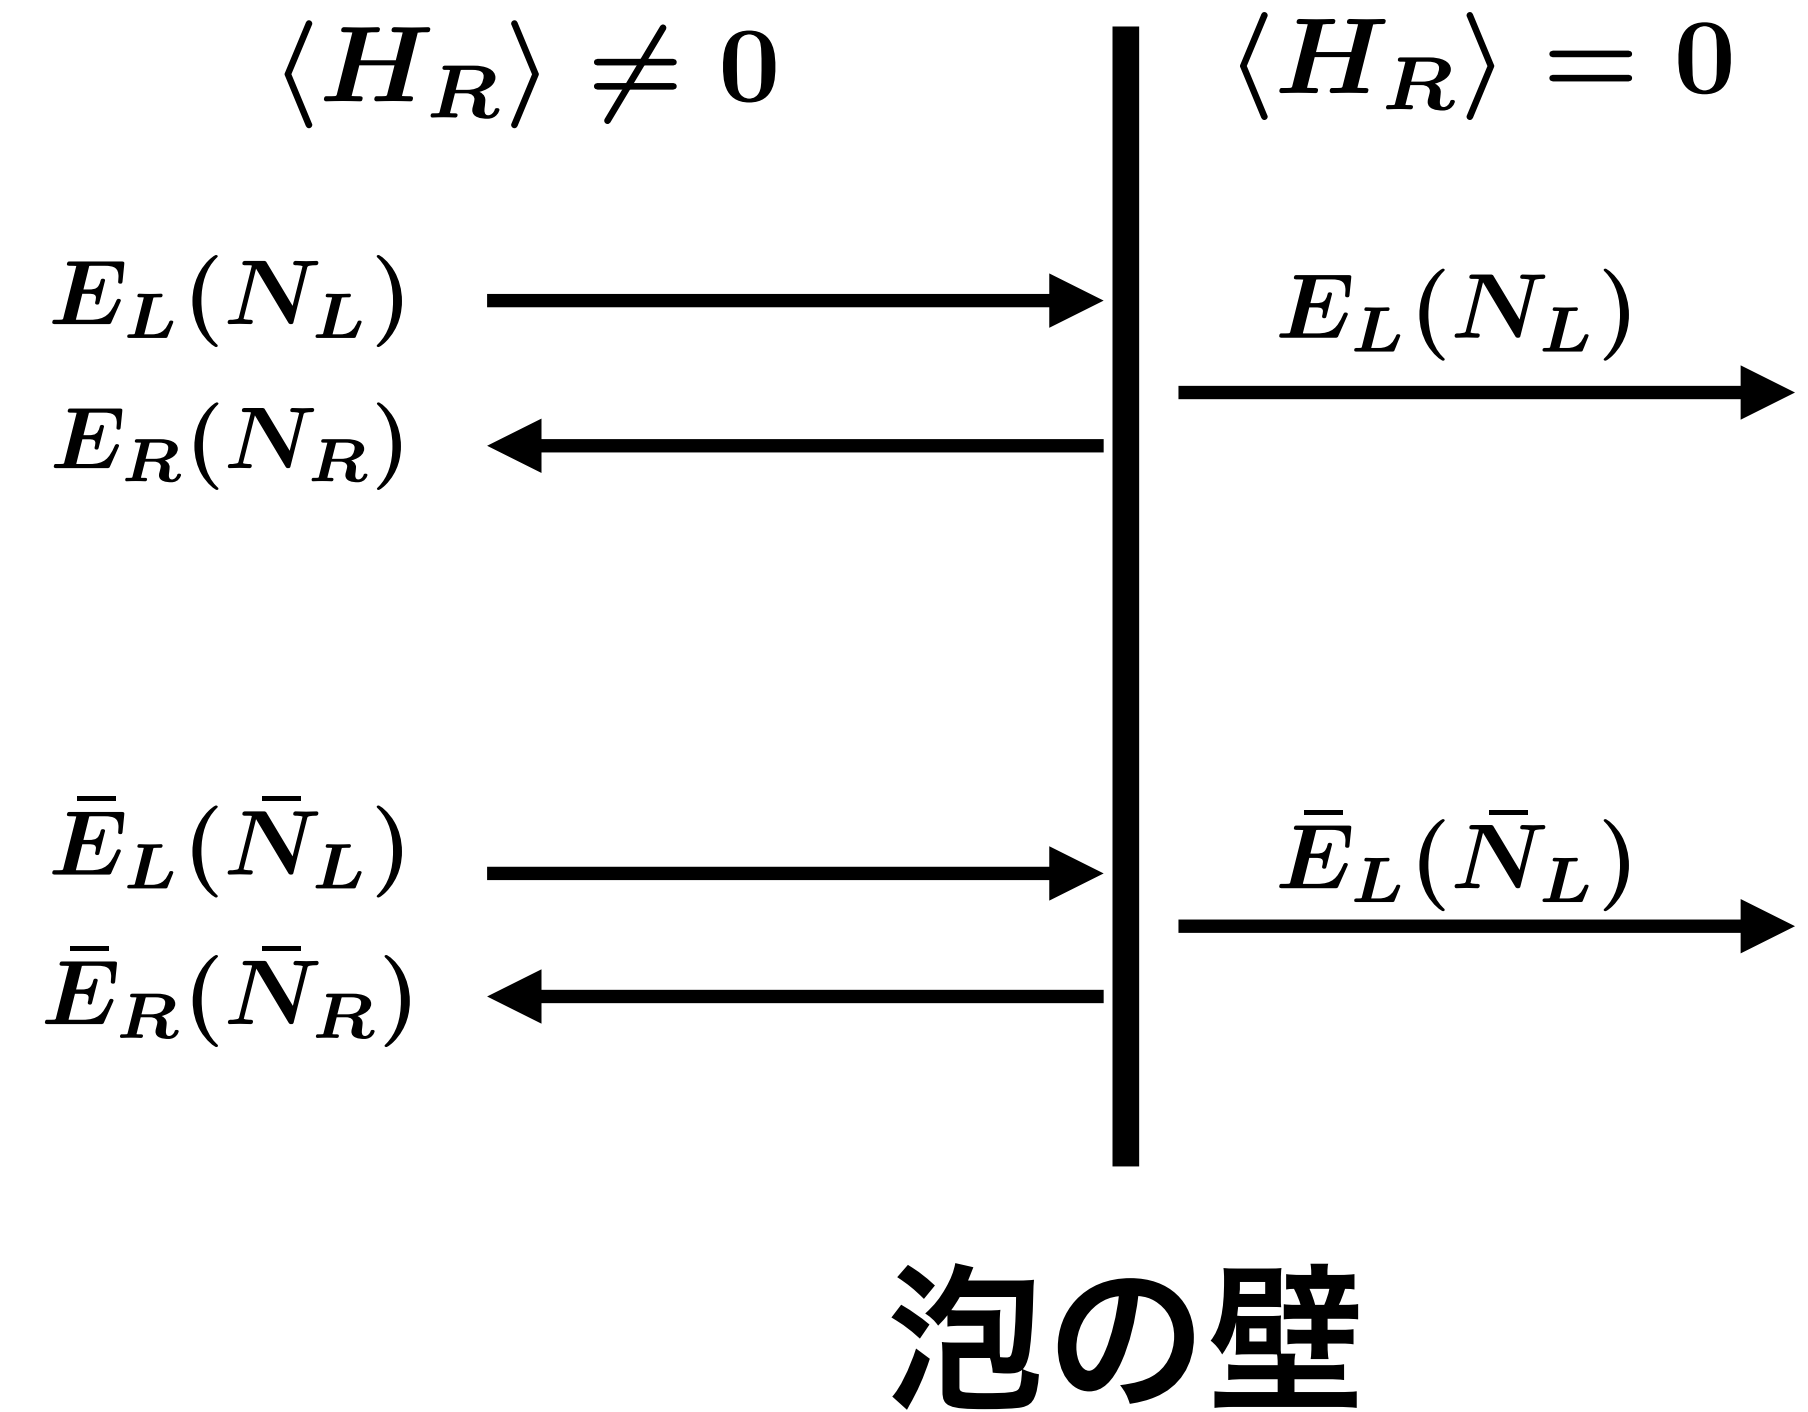 ⟨H_R⟩ ≠ 0
⟨H_R⟩ = 0
E_L(N_L)
E_L(N_L)
E_R(N_R)
Ē_L(N̄_L)
Ē_L(N̄_L)
Ē_R(N̄_R)
泡の壁